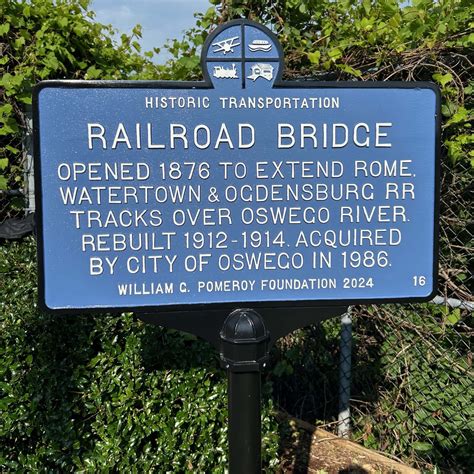 HISTORIC TRANSPORTATION
RAILROAD BRIDGE
OPENED 1876 TO EXTEND ROME,
WATERTOWN & OGDENSBURG RR
TRACKS OVER OSWEGO RIVER.
REBUILT 1912-1914. ACQUIRED
BY CITY OF OSWEGO IN 1986.
WILLIAM G. POMEROY FOUNDATION 2024 16